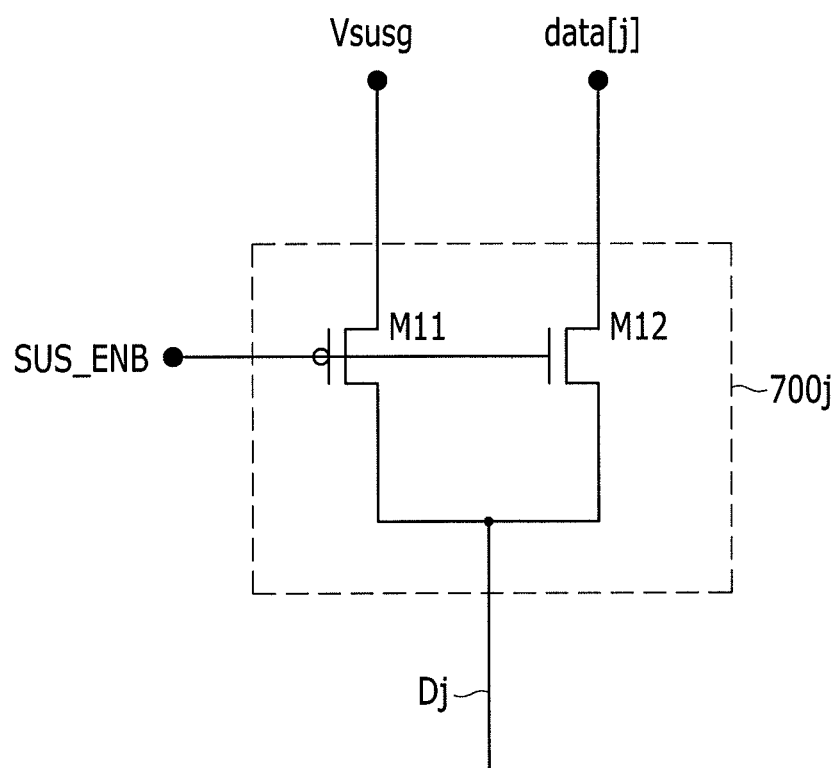 Vsusg
data[j]
M11
M12
SUS_ENB
700j
Dj